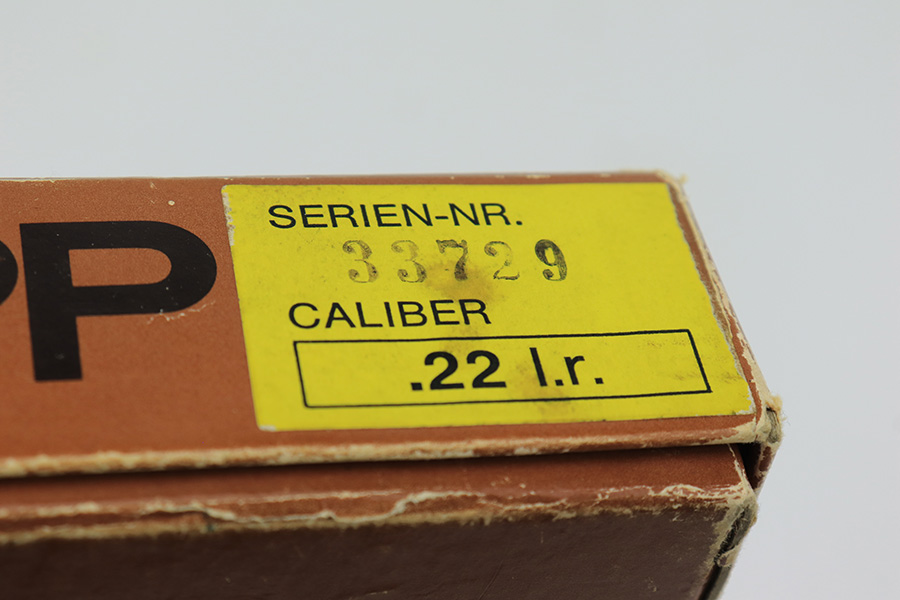 PP
SERIEN-NR.
33729
CALIBER
.22 l.r.